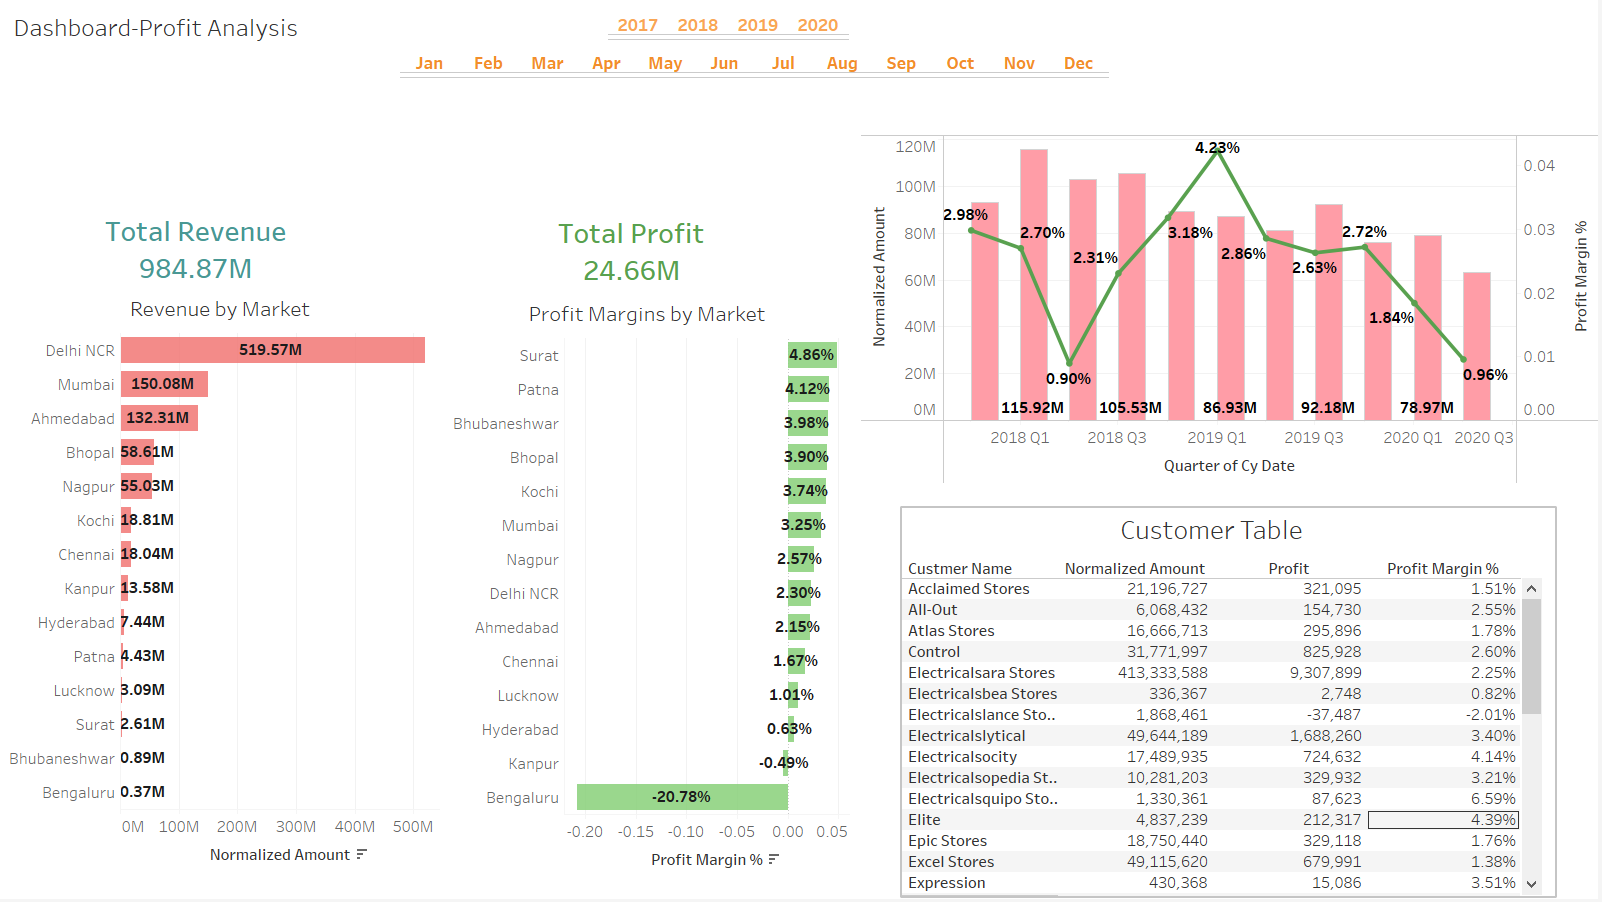 Dashboard-Profit Analysis
2017 2018 2019 2020
Jan Feb Mar Apr May Jun Jul Aug Sep Oct Nov Dec
Total Revenue
984.87M
Revenue by Market
Delhi NCR 519.57M
Mumbai 150.08M
Ahmedabad 132.31M
Bhopal 58.61M
Nagpur 55.03M
Kochi 18.81M
Chennai 18.04M
Kanpur 13.58M
Hyderabad 7.44M
Patna 4.43M
Lucknow 3.09M
Surat 2.61M
Bhubaneshwar 0.89M
Bengaluru 0.37M
0M 100M 200M 300M 400M 500M
Normalized Amount
Total Profit
24.66M
Profit Margins by Market
Surat 4.86%
Patna 4.12%
Bhubaneshwar 3.98%
Bhopal 3.90%
Kochi 3.74%
Mumbai 3.25%
Nagpur 2.57%
Delhi NCR 2.30%
Ahmedabad 2.15%
Chennai 1.67%
Lucknow 1.01%
Hyderabad 0.63%
Kanpur -0.49%
Bengaluru -20.78%
-0.20 -0.15 -0.10 -0.05 0.00 0.05
Profit Margin %
Normalized Amount
120M
100M
80M
60M
40M
20M
0M
2.98%
2.70%
0.90%
2.31%
3.18%
4.23%
2.86%
2.63%
2.72%
1.84%
0.96%
115.92M 105.53M 86.93M 92.18M 78.97M
0.04
0.03
0.02
0.01
0.00
Profit Margin %
2018 Q1 2018 Q3 2019 Q1 2019 Q3 2020 Q1 2020 Q3
Quarter of Cy Date
Customer Table
Custmer Name Normalized Amount Profit Profit Margin %
Acclaimed Stores 21,196,727 321,095 1.51%
All-Out 6,068,432 154,730 2.55%
Atlas Stores 16,666,713 295,896 1.78%
Control 31,771,997 825,928 2.60%
Electricalsara Stores 413,333,588 9,307,899 2.25%
Electricalsbea Stores 336,367 2,748 0.82%
Electricalslance Sto.. 1,868,461 -37,487 -2.01%
Electricalslytical 49,644,189 1,688,260 3.40%
Electricalsocity 17,489,935 724,632 4.14%
Electricalsopedia St.. 10,281,203 329,932 3.21%
Electricalsquipo Sto.. 1,330,361 87,623 6.59%
Elite 4,837,239 212,317 4.39%
Epic Stores 18,750,440 329,118 1.76%
Excel Stores 49,115,620 679,991 1.38%
Expression 430,368 15,086 3.51%